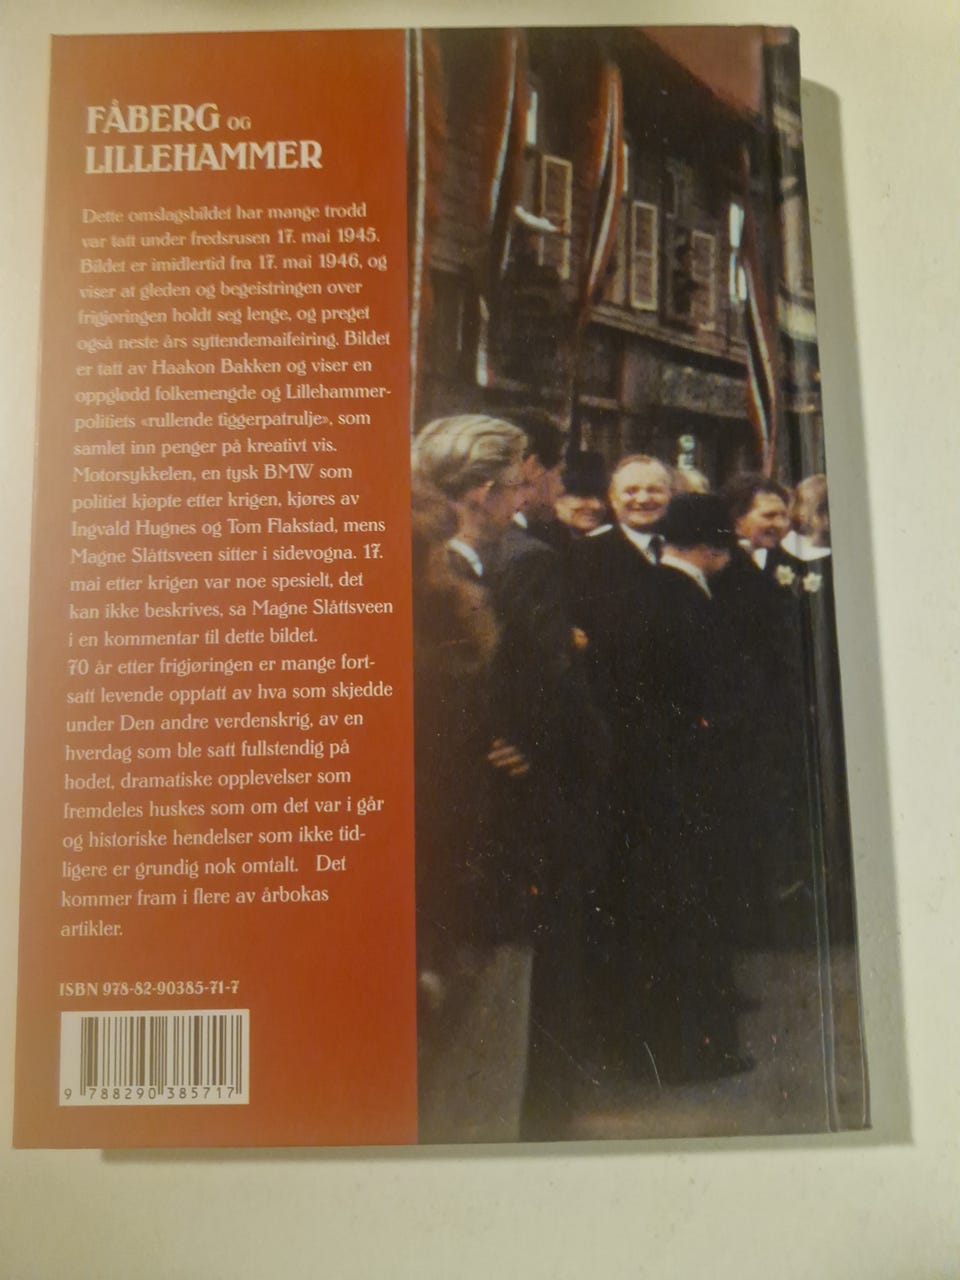 FÅBERG OG
LILLEHAMMER
Dette omslagsbildet har mange trodd
var tatt under fredsrusen 17. mai 1945.
Bildet er imidlertid fra 17. mai 1946, og
viser at gleden og begeistringen over
frigjøringen holdt seg lenge, og preget
også neste års syttendemaifeiring. Bildet
er tatt av Haakon Bakken og viser en
oppglødd folkemengde og Lillehammer-
politiets «rullende tiggerpatrulje», som
samlet inn penger på kreativt vis.
Motorsykkelen, en tysk BMW som
politiet kjøpte etter krigen, kjøres av
Ingvald Hugnes og Tom Flakstad, mens
Magne Slåttsveen sitter i sidevogna. 17.
mai etter krigen var noe spesielt, det
kan ikke beskrives, sa Magne Slåttsveen
i en kommentar til dette bildet.
70 år etter frigjøringen er mange fort-
satt levende opptatt av hva som skjedde
under Den andre verdenskrig, av en
hverdag som ble satt fullstendig på
hodet, dramatiske opplevelser som
fremdeles huskes som om det var i går
og historiske hendelser som ikke tid-
ligere er grundig nok omtalt. Det
kommer fram i flere av årbokas
artikler.
ISBN 978-82-90385-71-7
9 788290 385717